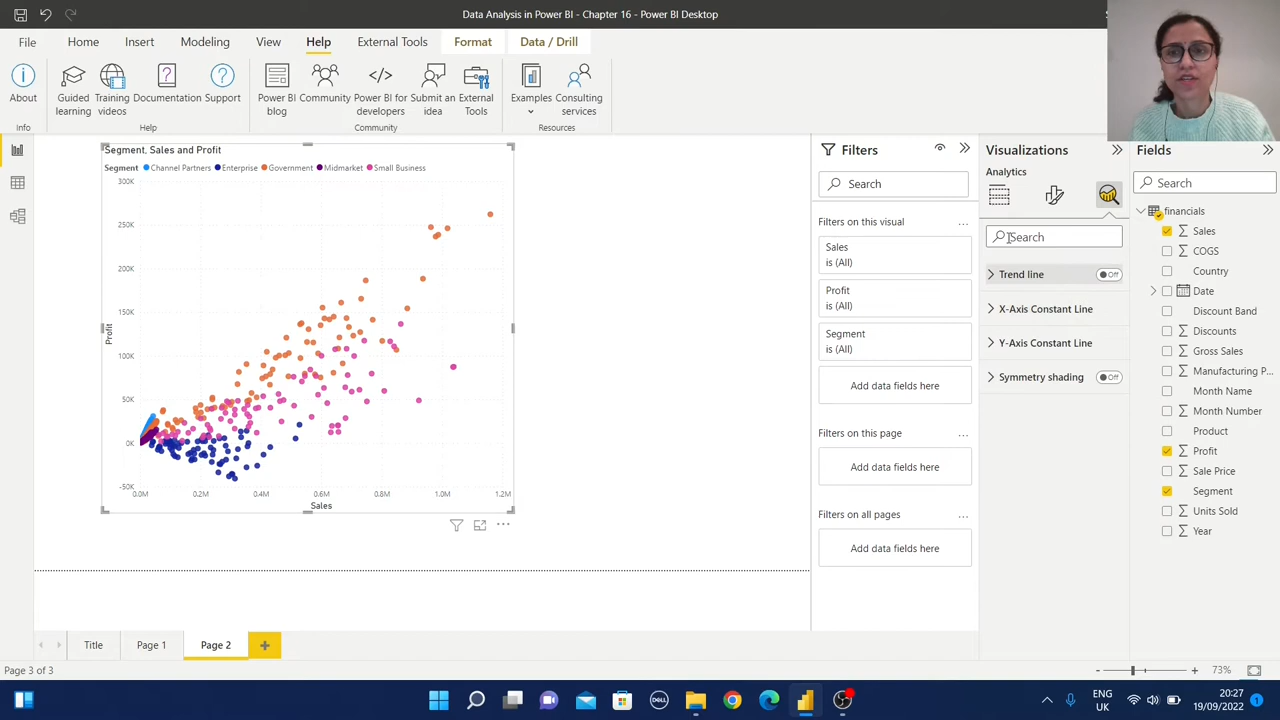 Data Analysis in Power BI - Chapter 16 - Power BI Desktop
File
Home
Insert
Modeling
View
Help
External Tools
Format
Data / Drill
About
Guided learning
Training videos
Documentation
Support
Power BI blog
Community
Power BI for developers
Submit an idea
External Tools
Examples
Consulting services
Info
Help
Community
Resources
Segment, Sales and Profit
Segment Channel Partners Enterprise Government Midmarket Small Business
300K
250K
200K
150K
100K
50K
0K
-50K
Profit
0.0M 0.2M 0.4M 0.6M 0.8M 1.0M 1.2M
Sales
Filters
Search
Filters on this visual
Sales
is (All)
Profit
is (All)
Segment
is (All)
Add data fields here
Filters on this page
Add data fields here
Filters on all pages
Add data fields here
Visualizations
Analytics
Search
Trend line
Off
X-Axis Constant Line
Y-Axis Constant Line
Symmetry shading
Off
Fields
Search
financials
Sales
COGS
Country
Date
Discount Band
Discounts
Gross Sales
Manufacturing P...
Month Name
Month Number
Product
Profit
Sale Price
Segment
Units Sold
Year
Title
Page 1
Page 2
Page 3 of 3
73%
DELL
ENG
UK
20:27
19/09/2022